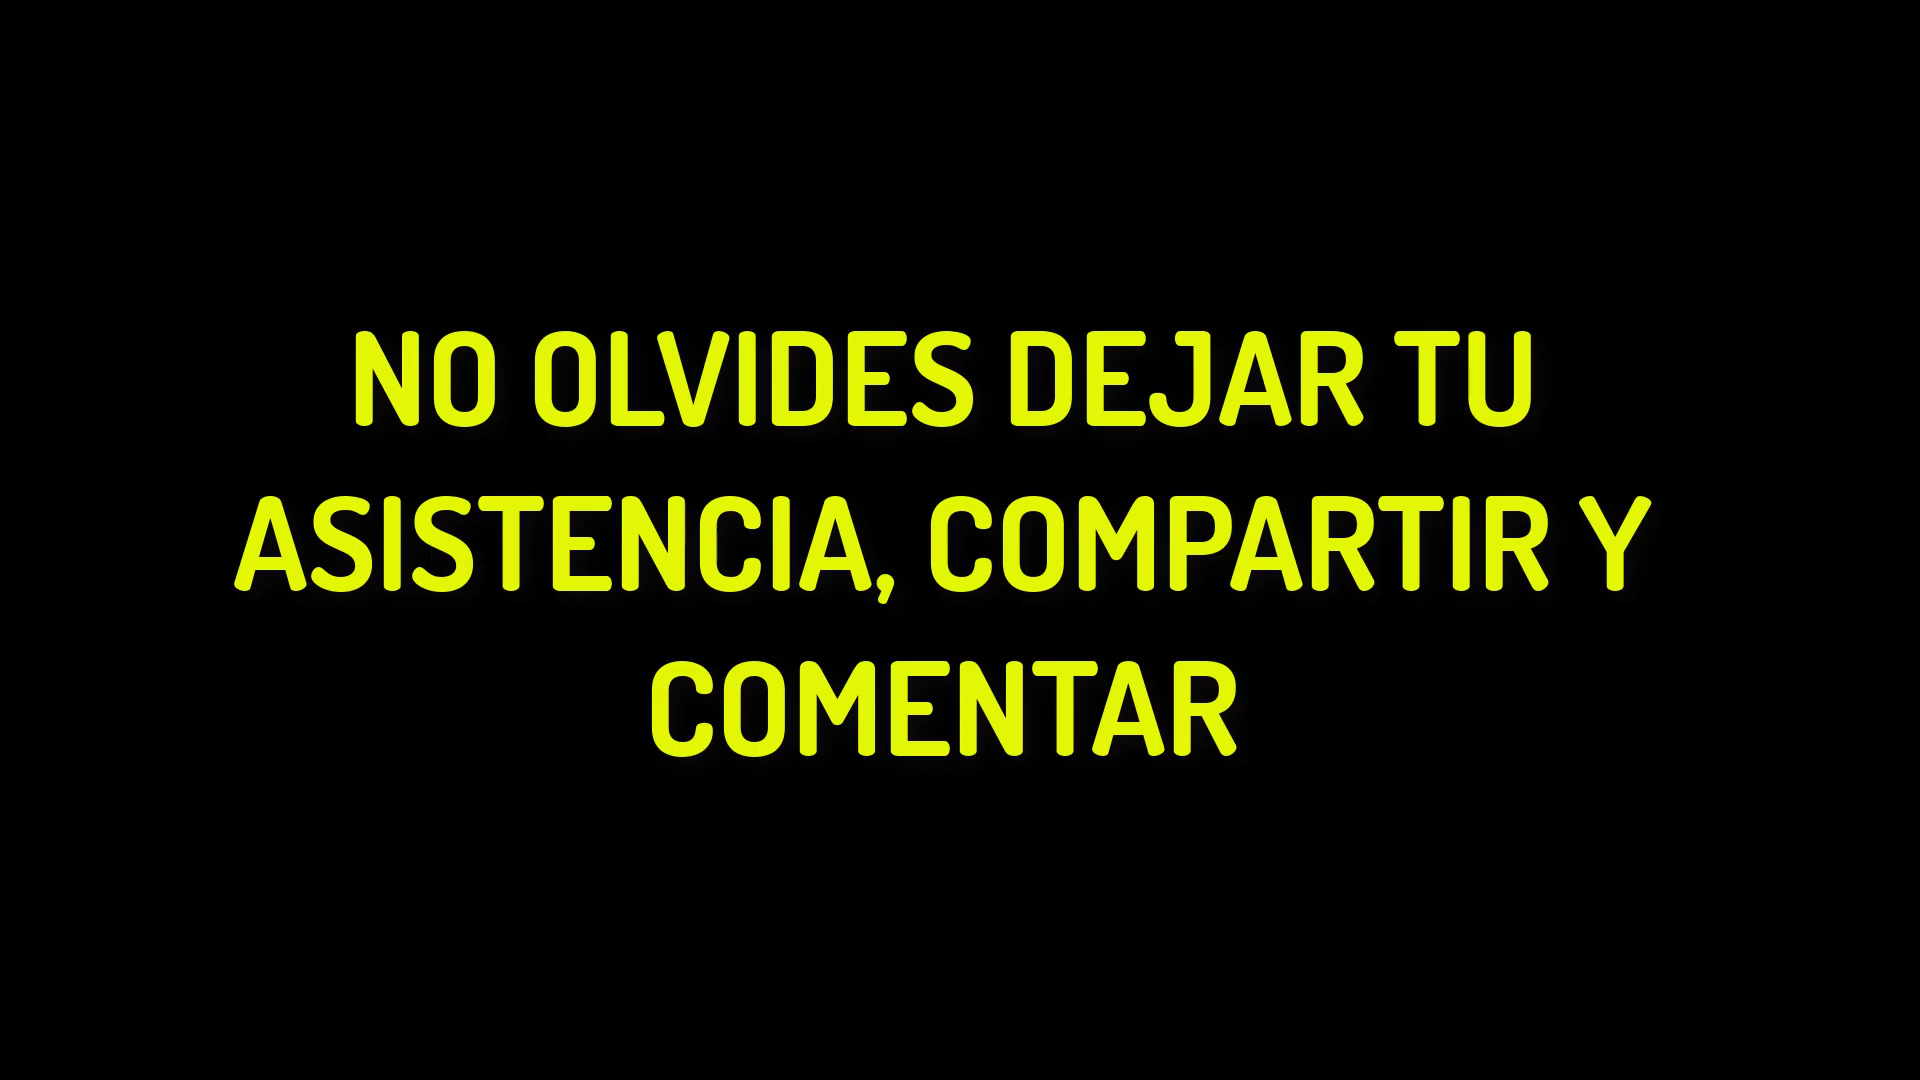 NO OLVIDES DEJAR TU
ASISTENCIA, COMPARTIR Y
COMENTAR